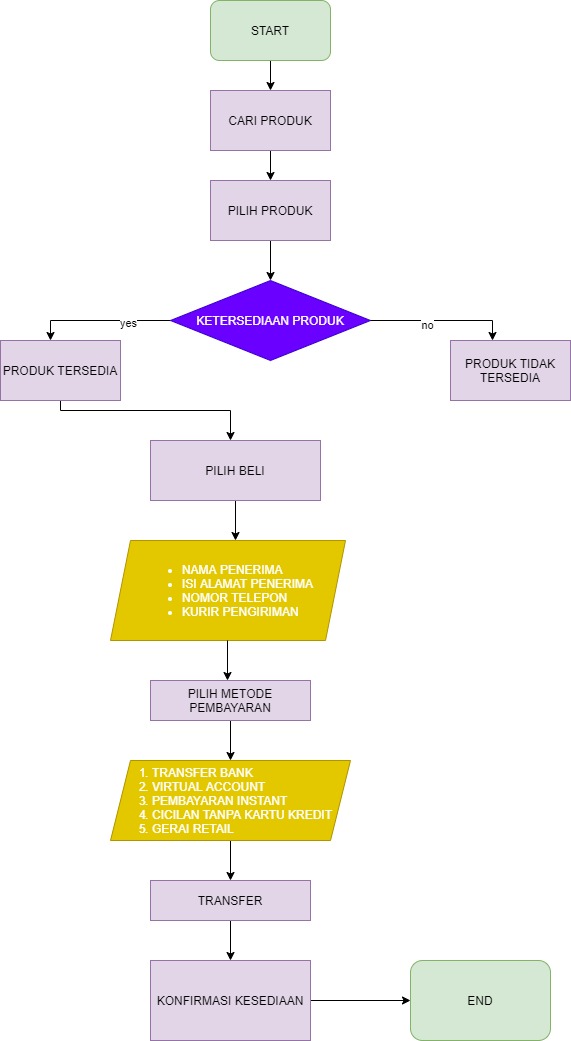 START
CARI PRODUK
PILIH PRODUK
KETERSEDIAAN PRODUK
yes
no
PRODUK TERSEDIA
PRODUK TIDAK
TERSEDIA
PILIH BELI
• NAMA PENERIMA
• ISI ALAMAT PENERIMA
• NOMOR TELEPON
• KURIR PENGIRIMAN
PILIH METODE
PEMBAYARAN
1. TRANSFER BANK
2. VIRTUAL ACCOUNT
3. PEMBAYARAN INSTANT
4. CICILAN TANPA KARTU KREDIT
5. GERAI RETAIL
TRANSFER
KONFIRMASI KESEDIAAN
END